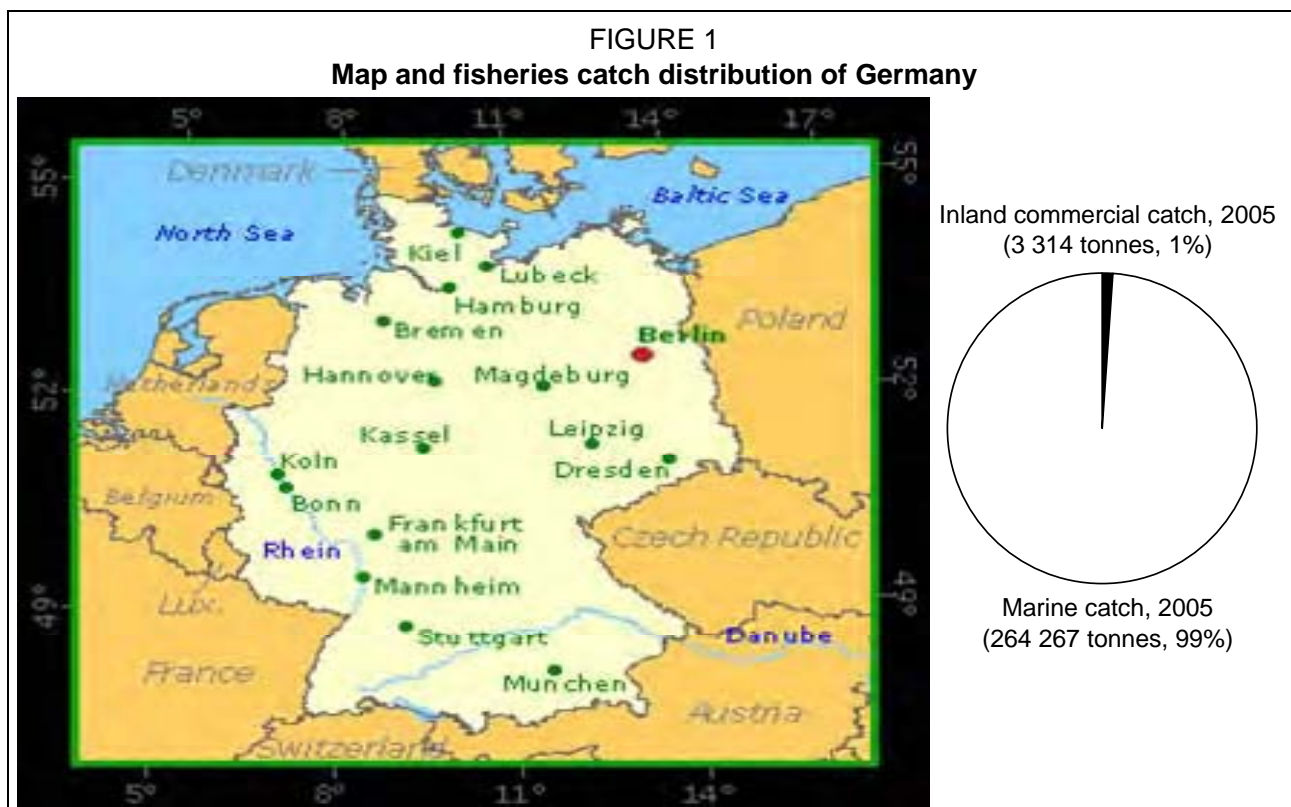 FIGURE 1
Map and fisheries catch distribution of Germany
5° 8° 11° 14° 17°
55° 55°
Denmark
Baltic Sea
North Sea
Kiel
Lubeck
Hamburg
Bremen
Poland
Berlin
52° 52°
Netherlands
Hannover
Magdeburg
Kassel
Leipzig
Koln
Dresden
Belgium
Bonn
Frankfurt
am Main
Czech Republic
Rhein
Mannheim
49° 49°
Lux.
Stuttgart
Danube
France
Munchen
Austria
Switzerland
5° 8° 11° 14°
Inland commercial catch, 2005
(3 314 tonnes, 1%)
Marine catch, 2005
(264 267 tonnes, 99%)